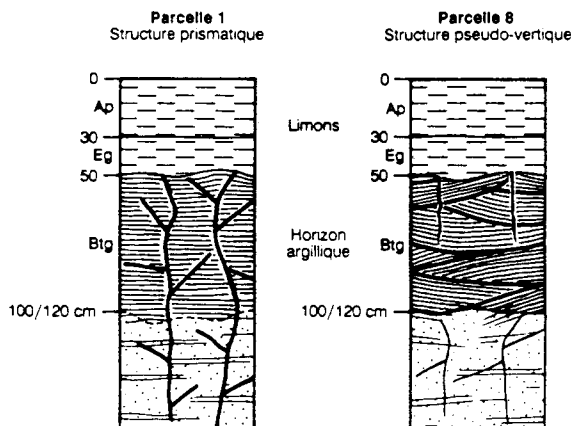 Parcelle 1
Structure prismatique
Parcelle 8
Structure pseudo-vertique
0
Ap
30
Eg
50
Btg
100/120 cm
Limons
Horizon
argillique
0
Ap
30
Eg
50
Btg
100/120 cm